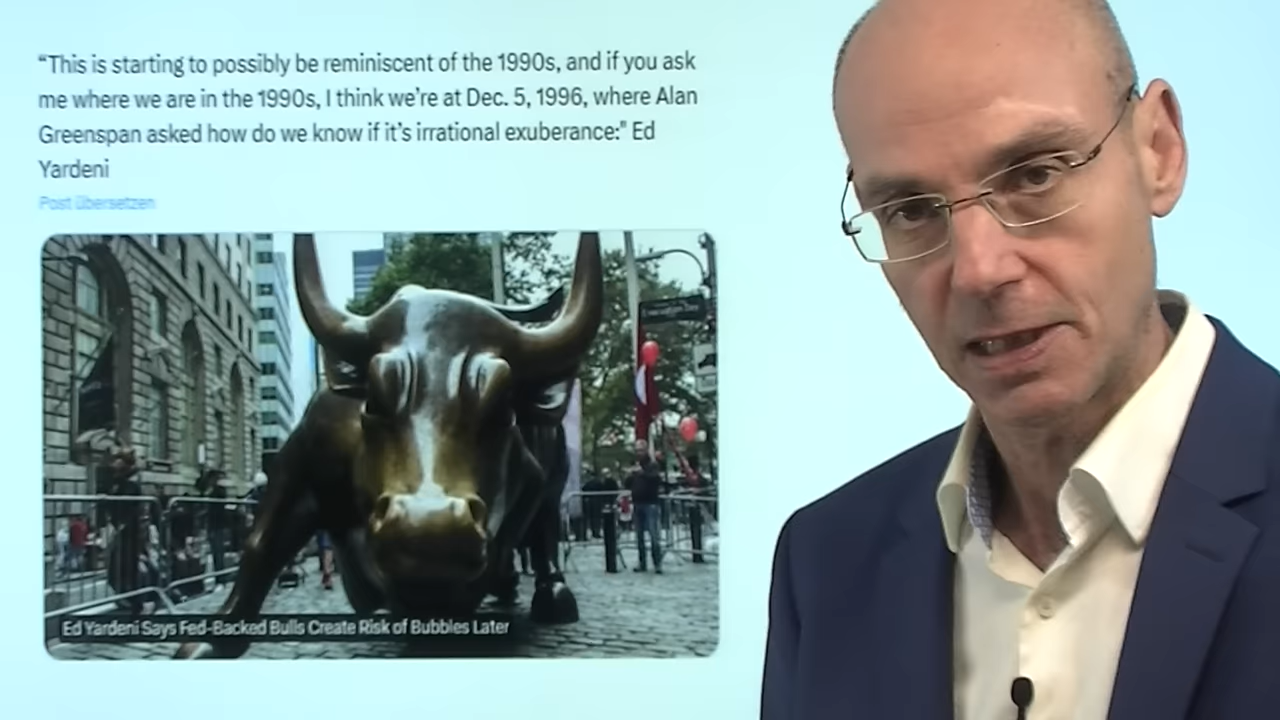 “This is starting to possibly be reminiscent of the 1990s, and if you ask
me where we are in the 1990s, I think we’re at Dec. 5, 1996, where Alan
Greenspan asked how do we know if it’s irrational exuberance:" Ed
Yardeni
Post übersetzen
Ed Yardeni Says Fed-Backed Bulls Create Risk of Bubbles Later